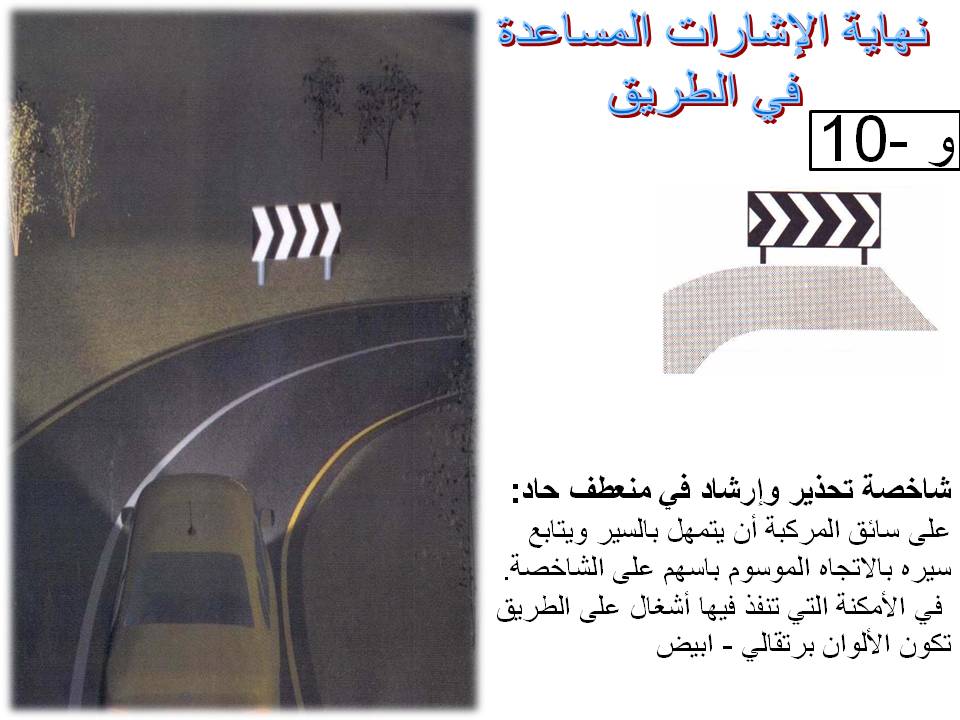 نهاية الإشارات المساعدة
في الطريق
و -10
شاخصة تحذير وإرشاد في منعطف حاد:
على سائق المركبة أن يتمهل بالسير ويتابع
سيره بالاتجاه الموسوم باسهم على الشاخصة.
في الأمكنة التي تنفذ فيها أشغال على الطريق
تكون الألوان برتقالي - ابيض